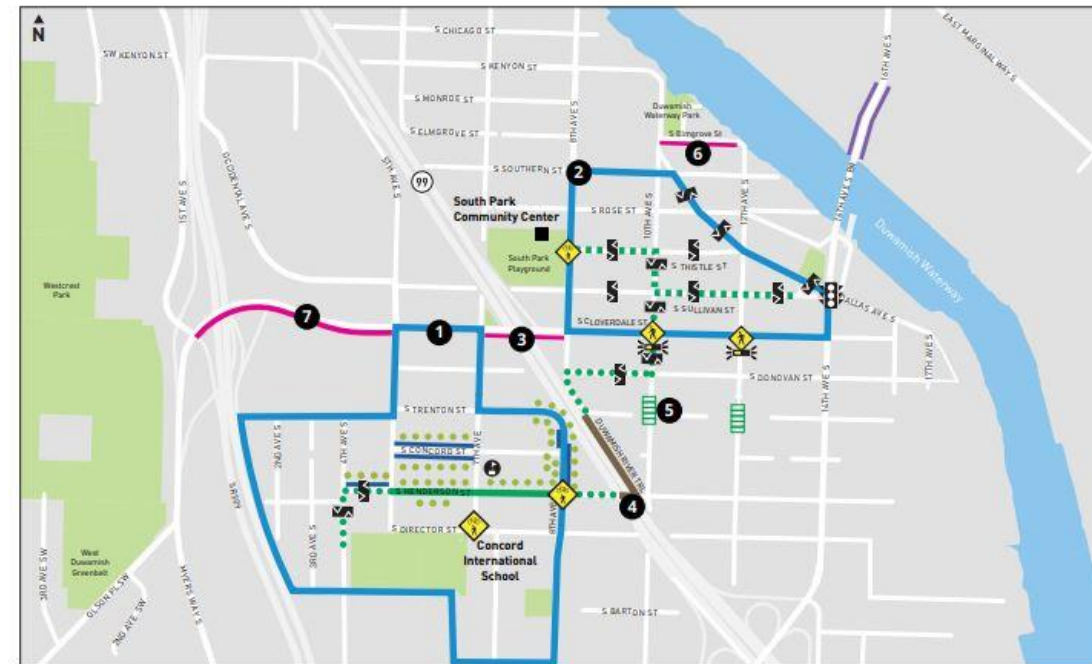 N
S CHICAGO ST
SW KENYON ST
S KENYON ST
16TH AVE S
EAST MARGINAL WAY S
S MONROE ST
8TH AVE S
Duwamish
Waterway Park
S ELMGROVE ST
S Elmgrove St
6
5TH AVE S
OCCIDENTAL AVE S
99
S SOUTHERN ST
2
1ST AVE S
12TH AVE S
10TH AVE S
South Park
Community Center
S ROSE ST
South Park
Playground
S THISTLE ST
Duwamish Waterway
Westcrest
Park
S SULLIVAN ST
DALLAS AVE S
7
1
3
S CLOVERDALE ST
17TH AVE S
S DONOVAN ST
14TH AVE S
S TRENTON ST
5
DUWAMISH RIVER TRL
2ND AVE S
4TH AVE S
7TH AVE
S CONCORD ST
SR 509
S HENDERSON ST
4
8TH AVE S
3RD AVE S
S DIRECTOR ST
Concord
International
School
West
Duwamish
Greenbelt
3RD AVE SW
OLSON PL SW
2ND AVE SW
MYERS WAY S
S BARTON ST